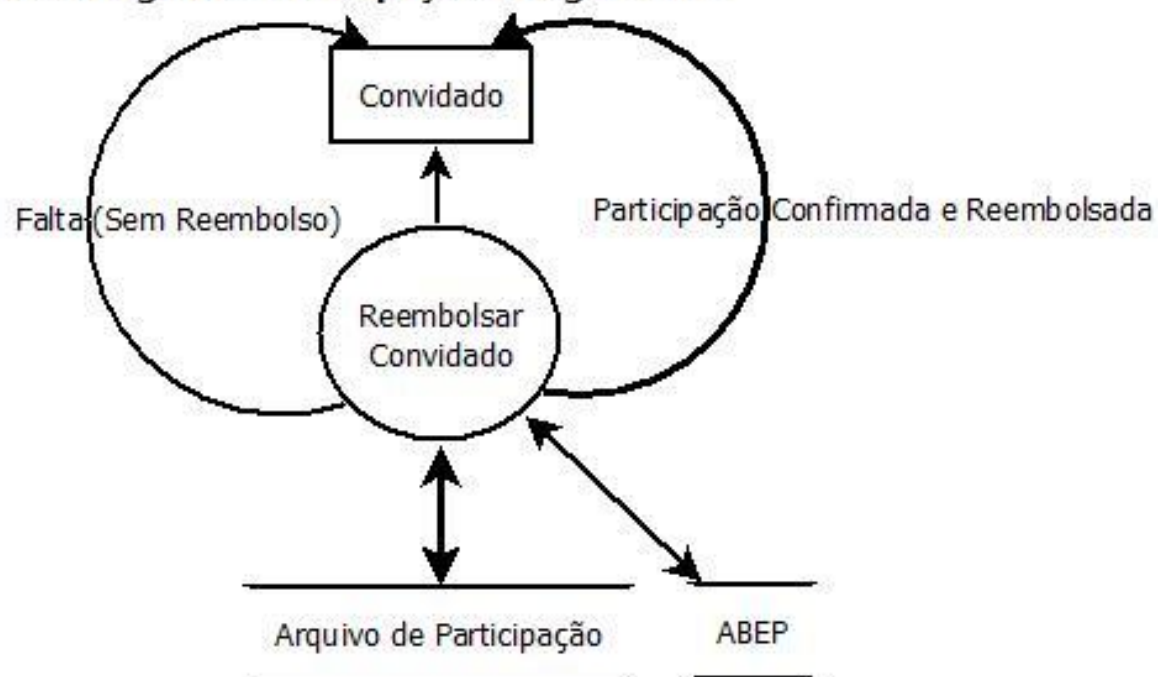 Convidado
Falta (Sem Reembolso)
Participação Confirmada e Reembolsada
Reembolsar
Convidado
Arquivo de Participação
ABEP